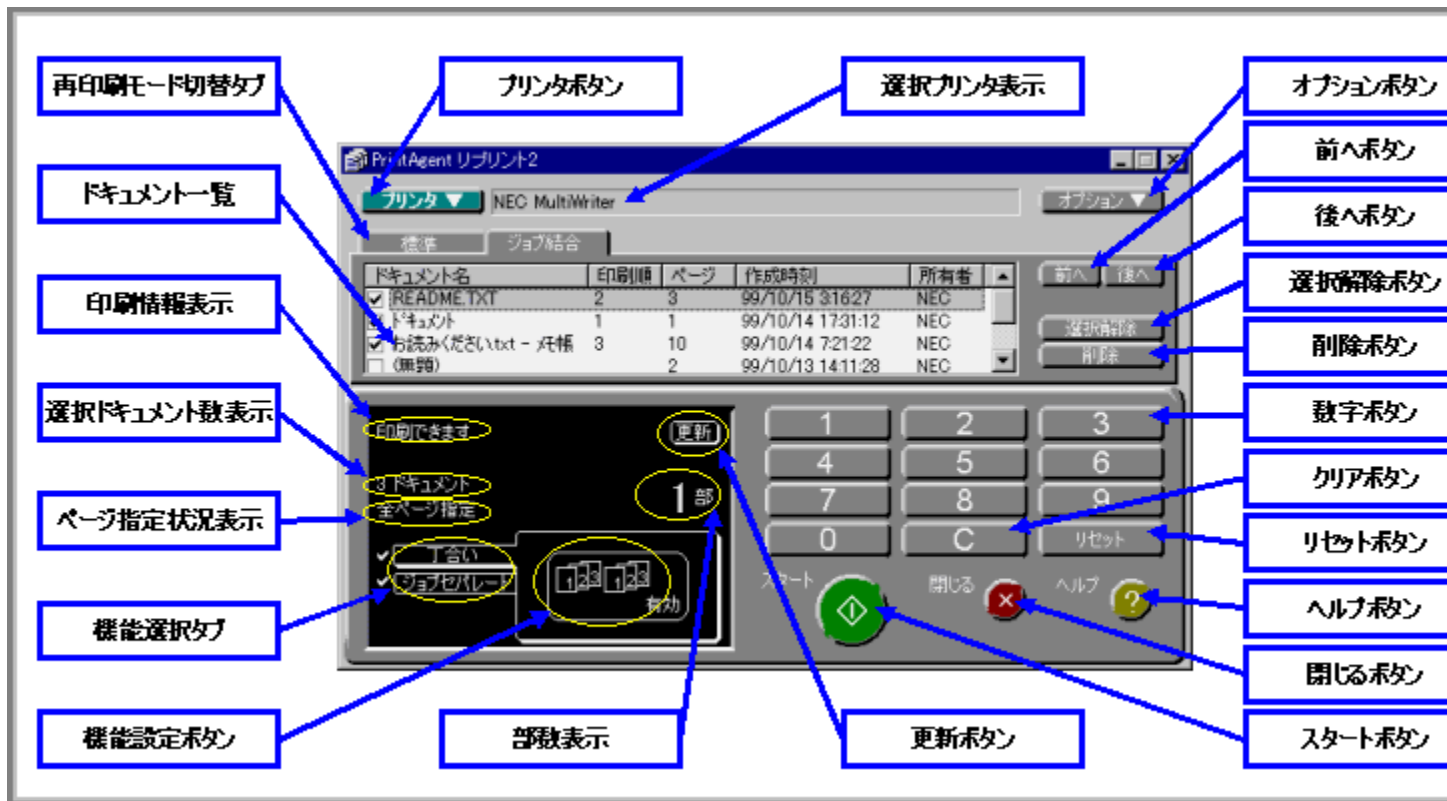 再印刷モード切替タブ
プリンタボタン
選択プリンタ表示
オプションボタン
前へボタン
後へボタン
選択解除ボタン
削除ボタン
数字ボタン
クリアボタン
リセットボタン
ヘルプボタン
閉じるボタン
スタートボタン
ドキュメント一覧
印刷情報表示
選択ドキュメント数表示
ページ指定状況表示
機能選択タブ
機能設定ボタン
部数表示
更新ボタン
PrintAgent リプリント2
プリンタ ▼ NEC MultiWriter オプション ▼
標準 ジョブ結合
ドキュメント名 印刷順 ページ 作成時刻 所有者
README.TXT 2 3 99/10/15 3:16:27 NEC
ドキュメント 1 1 99/10/14 17:31:12 NEC
お読みください.txt - メモ帳 3 10 99/10/14 7:21:22 NEC
(無題) 2 99/10/13 14:11:28 NEC
前へ 後へ
選択解除
削除
印刷できます 更新
3 ドキュメント
全ページ指定
1 部
丁合い
ジョブセパレート
1 2 3 1 2 3
有効
1 2 3
4 5 6
7 8 9
0 C リセット
スタート 閉じる ヘルプ
?